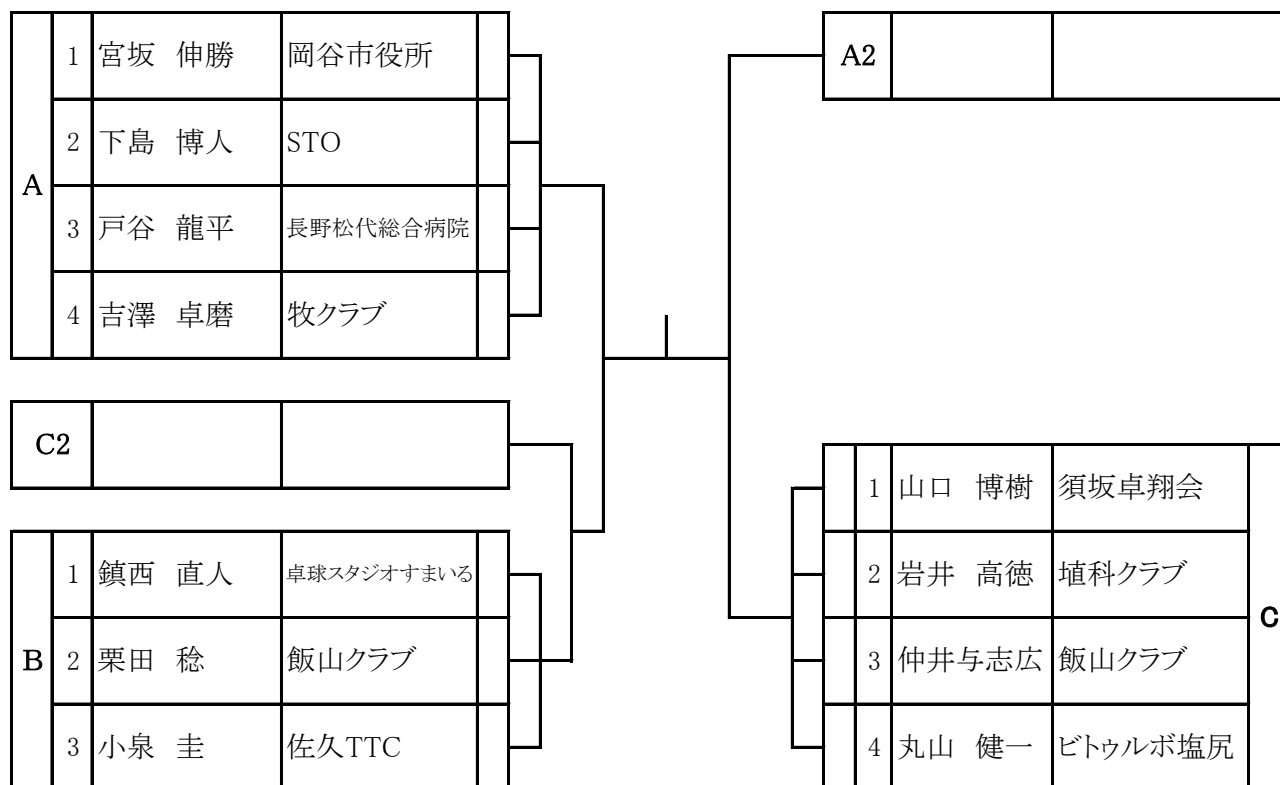 A
1 宮坂 伸勝 岡谷市役所
2 下島 博人 STO
3 戸谷 龍平 長野松代総合病院
4 吉澤 卓磨 牧クラブ
C2
B
1 鎮西 直人 卓球スタジオすまいる
2 栗田 稔 飯山クラブ
3 小泉 圭 佐久TTC
A2
1 山口 博樹 須坂卓翔会
2 岩井 高徳 埴科クラブ
3 仲井与志広 飯山クラブ
4 丸山 健一 ビトゥルボ塩尻
C